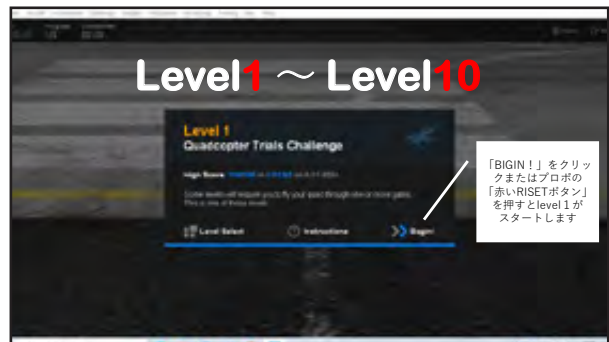 Level1 ～ Level10
Level 1
Quadcopter Trials Challenge
High Score:
Some levels will require you to fly your quad through one or more gates.
This is one of those levels.
Level Select
Instructions
Begin!
「BIGIN！」をクリッ
クまたはプロポの
「赤いRISETボタン」
を押すとlevel１が
スタートします